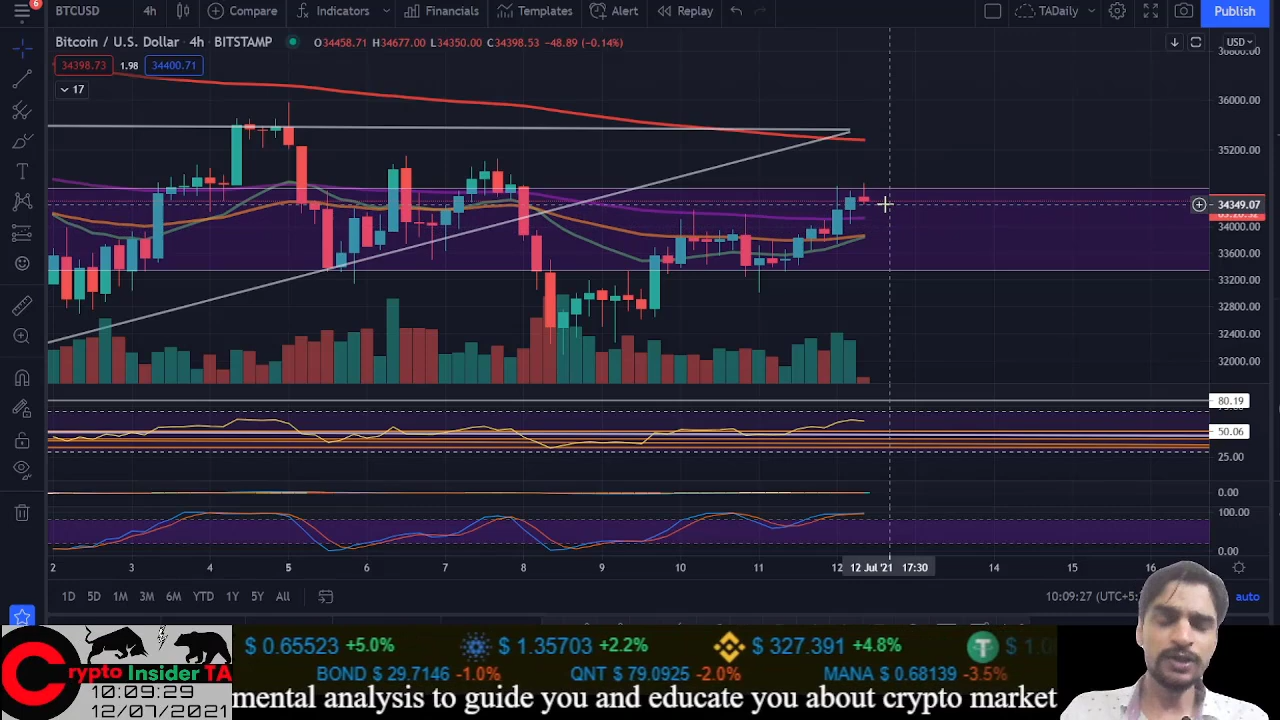 6
BTCUSD 4h Compare Indicators Financials Templates Alert Replay TADaily Publish
Bitcoin / U.S. Dollar · 4h · BITSTAMP O34458.71 H34677.00 L34350.00 C34398.53 -48.89 (-0.14%) USD
34398.73 1.98 34400.71
17
36000.00
35200.00
34349.07
34000.00
33600.00
33200.00
32800.00
32400.00
32000.00
80.19
50.06
25.00
0.00
100.00
0.00
2 3 4 5 6 7 8 9 10 11 12 12 Jul '21 17:30 14 15 16
1D 5D 1M 3M 6M YTD 1Y 5Y All 10:09:27 (UTC+5: auto
$ 0.65523 +5.0% $ 1.35703 +2.2% $ 327.391 +4.8%
BOND $ 29.7146 -1.0% QNT $ 79.0925 -2.0% MANA $ 0.68139 -3.5%
Crypto Insider TA
10:09:29
12/07/2021
mental analysis to guide you and educate you about crypto market